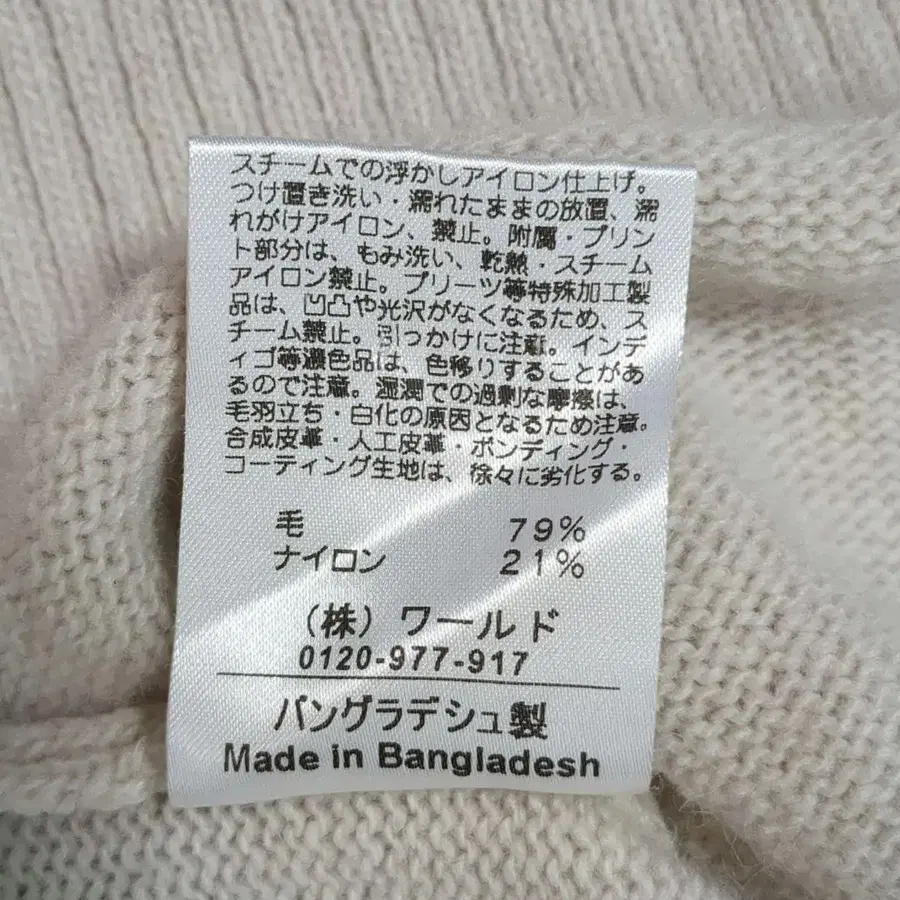 スチームでの浮かしアイロン仕上げ。
つけ置き洗い・濡れたままの放置、濡
れがけアイロン、禁止。附属・プリン
ト部分は、もみ洗い、乾熱・スチーム
アイロン禁止。プリーツ等特殊加工製
品は、凹凸や光沢がなくなるため、ス
チーム禁止。引っかけに注意。インデ
ィゴ等濃色品は、色移りすることがあ
るので注意。湿潤での過剰な摩擦は、
毛羽立ち・白化の原因となるため注意。
合成皮革・人工皮革・ボンディング・
コーティング生地は、徐々に劣化する。
毛 79%
ナイロン 21%
（株）ワールド
0120-977-917
バングラデシュ製
Made in Bangladesh